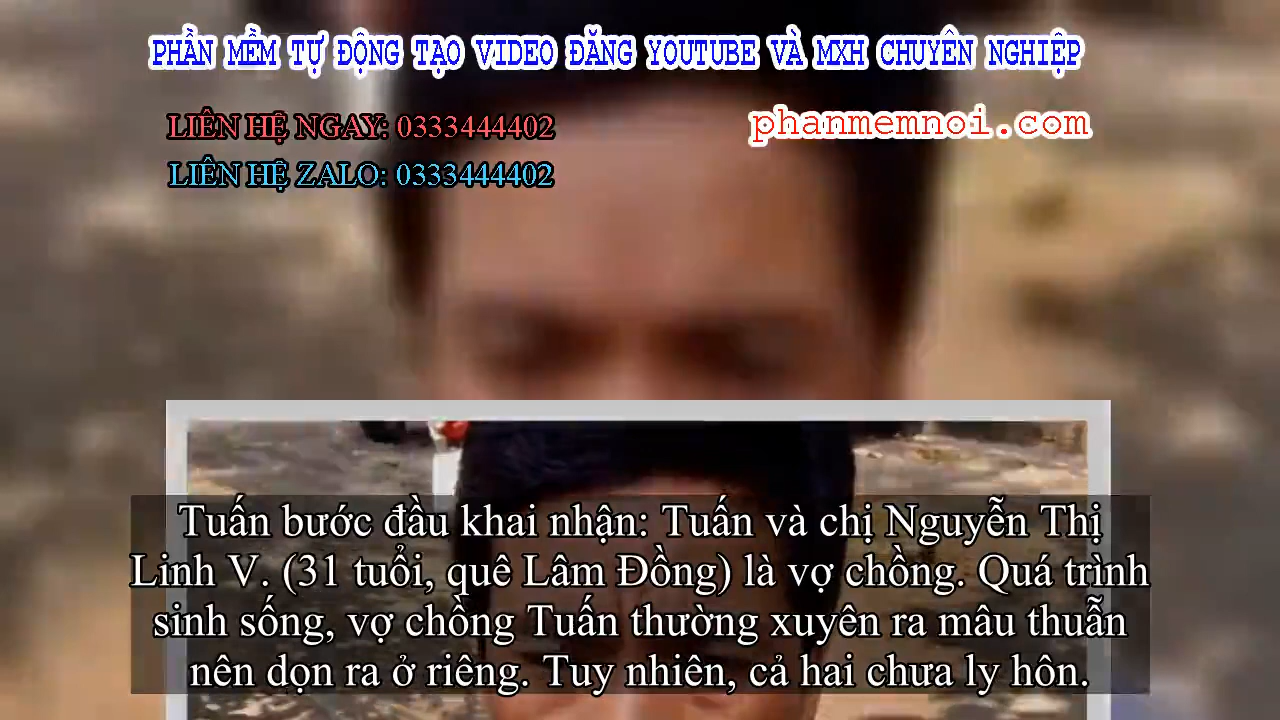 PHẦN MỀM TỰ ĐỘNG TẠO VIDEO ĐĂNG YOUTUBE VÀ MXH CHUYÊN NGHIỆP
LIÊN HỆ NGAY: 0333444402
phanmemnoi.com
LIÊN HỆ ZALO: 0333444402
Tuấn bước đầu khai nhận: Tuấn và chị Nguyễn Thị
Linh V. (31 tuổi, quê Lâm Đồng) là vợ chồng. Quá trình
sinh sống, vợ chồng Tuấn thường xuyên ra mâu thuẫn
nên dọn ra ở riêng. Tuy nhiên, cả hai chưa ly hôn.